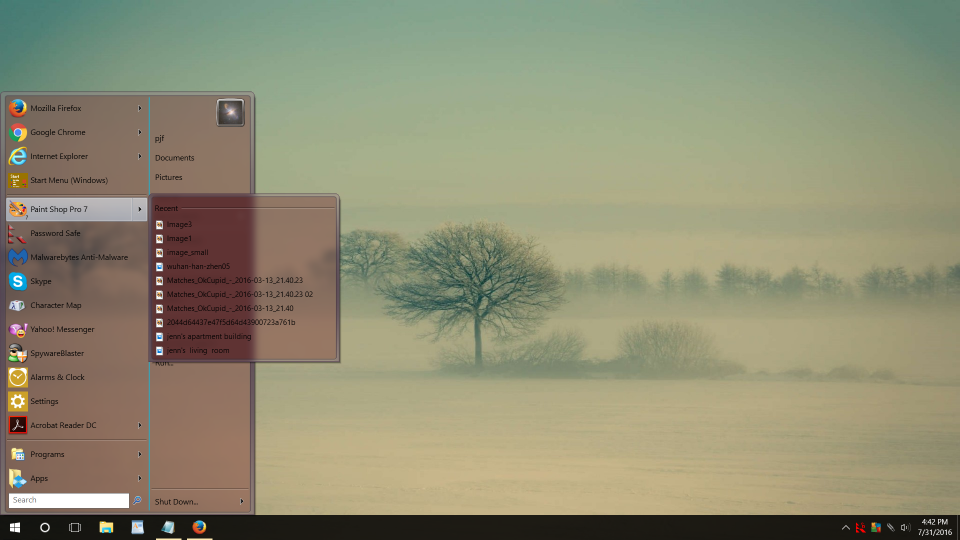 Mozilla Firefox
Google Chrome
Internet Explorer
Start Menu (Windows)
Paint Shop Pro 7
Password Safe
Malwarebytes Anti-Malware
Skype
Character Map
Yahoo! Messenger
SpywareBlaster
Alarms & Clock
Settings
Acrobat Reader DC
Programs
Apps
Search
pjf
Documents
Pictures
Recent
Image3
Image1
image_small
wuhan-han-zhen05
Matches_OkCupid_-_2016-03-13_21.40.23
Matches_OkCupid_-_2016-03-13_21.40.23 02
Matches_OkCupid_-_2016-03-13_21.40
2044d64437e47f5d64d43900723a761b
jenn's apartment building
jenn's_living_room
Run...
Shut Down...
4:42 PM
7/31/2016